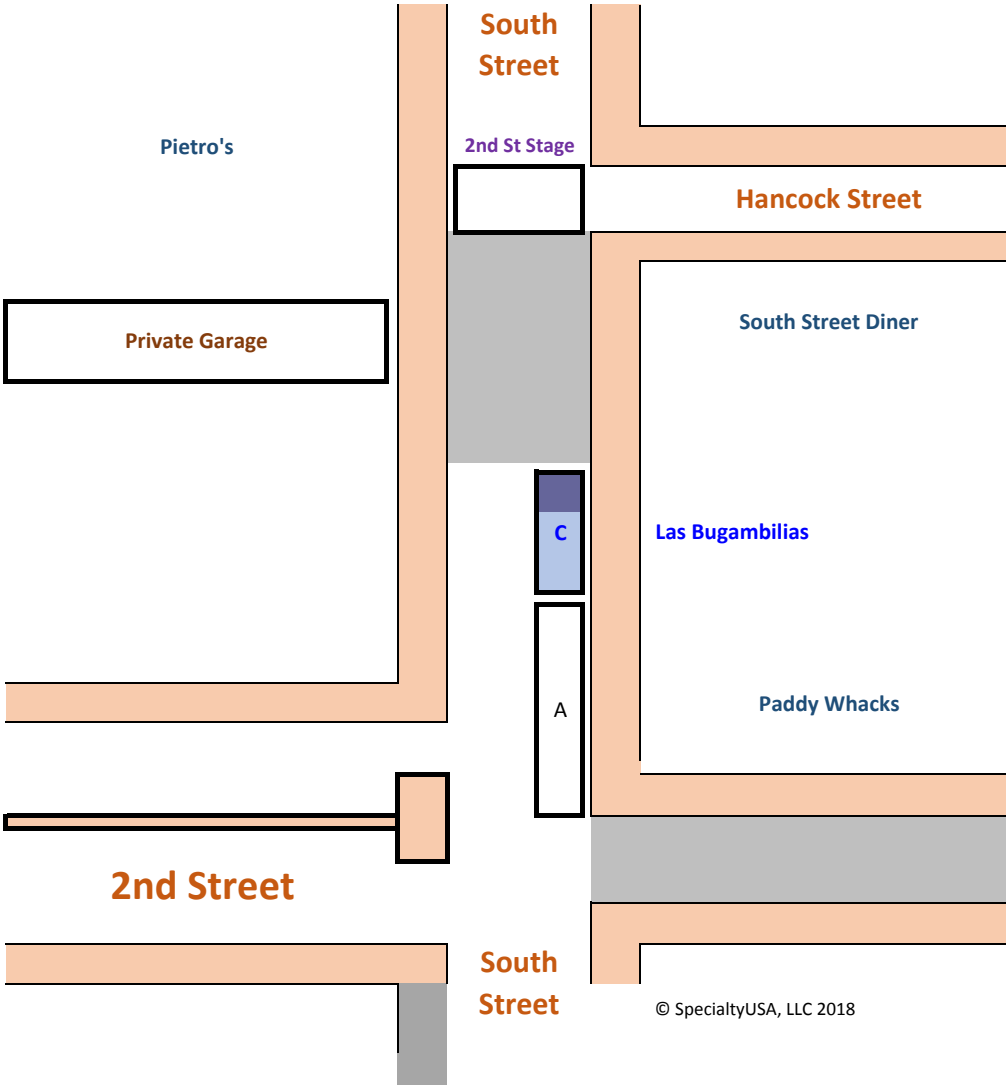 South
Street
Pietro's
2nd St Stage
Hancock Street
South Street Diner
Private Garage
C
Las Bugambilias
A
Paddy Whacks
2nd Street
South
Street
© SpecialtyUSA, LLC 2018